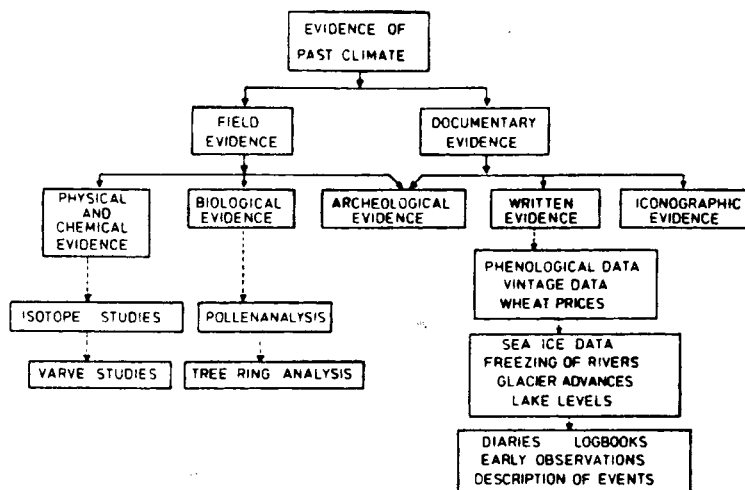 EVIDENCE OF
PAST CLIMATE
FIELD
EVIDENCE
DOCUMENTARY
EVIDENCE
PHYSICAL
AND
CHEMICAL
EVIDENCE
BIOLOGICAL
EVIDENCE
ARCHEOLOGICAL
EVIDENCE
WRITTEN
EVIDENCE
ICONOGRAPHIC
EVIDENCE
PHENOLOGICAL DATA
VINTAGE DATA
WHEAT PRICES
ISOTOPE STUDIES
POLLENANALYSIS
SEA ICE DATA
FREEZING OF RIVERS
GLACIER ADVANCES
LAKE LEVELS
VARVE STUDIES
TREE RING ANALYSIS
DIARIES LOGBOOKS
EARLY OBSERVATIONS
DESCRIPTION OF EVENTS